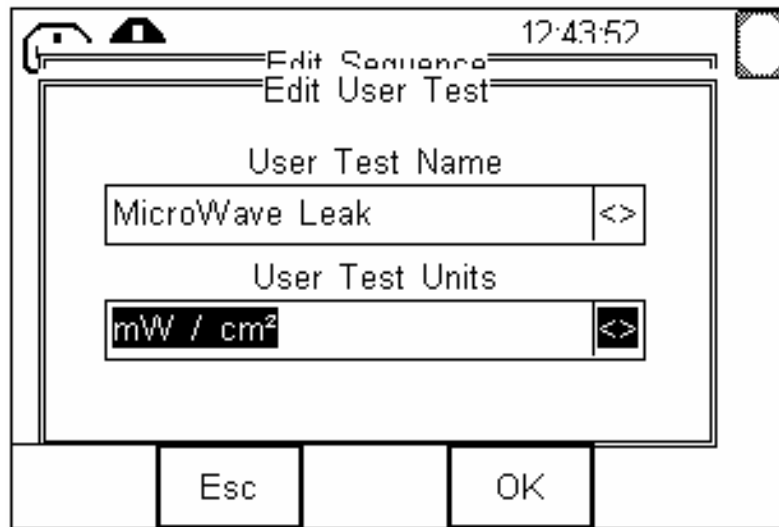 12:43:52
Edit Sequence
Edit User Test
User Test Name
MicroWave Leak <>
User Test Units
mW / cm² <>
Esc OK